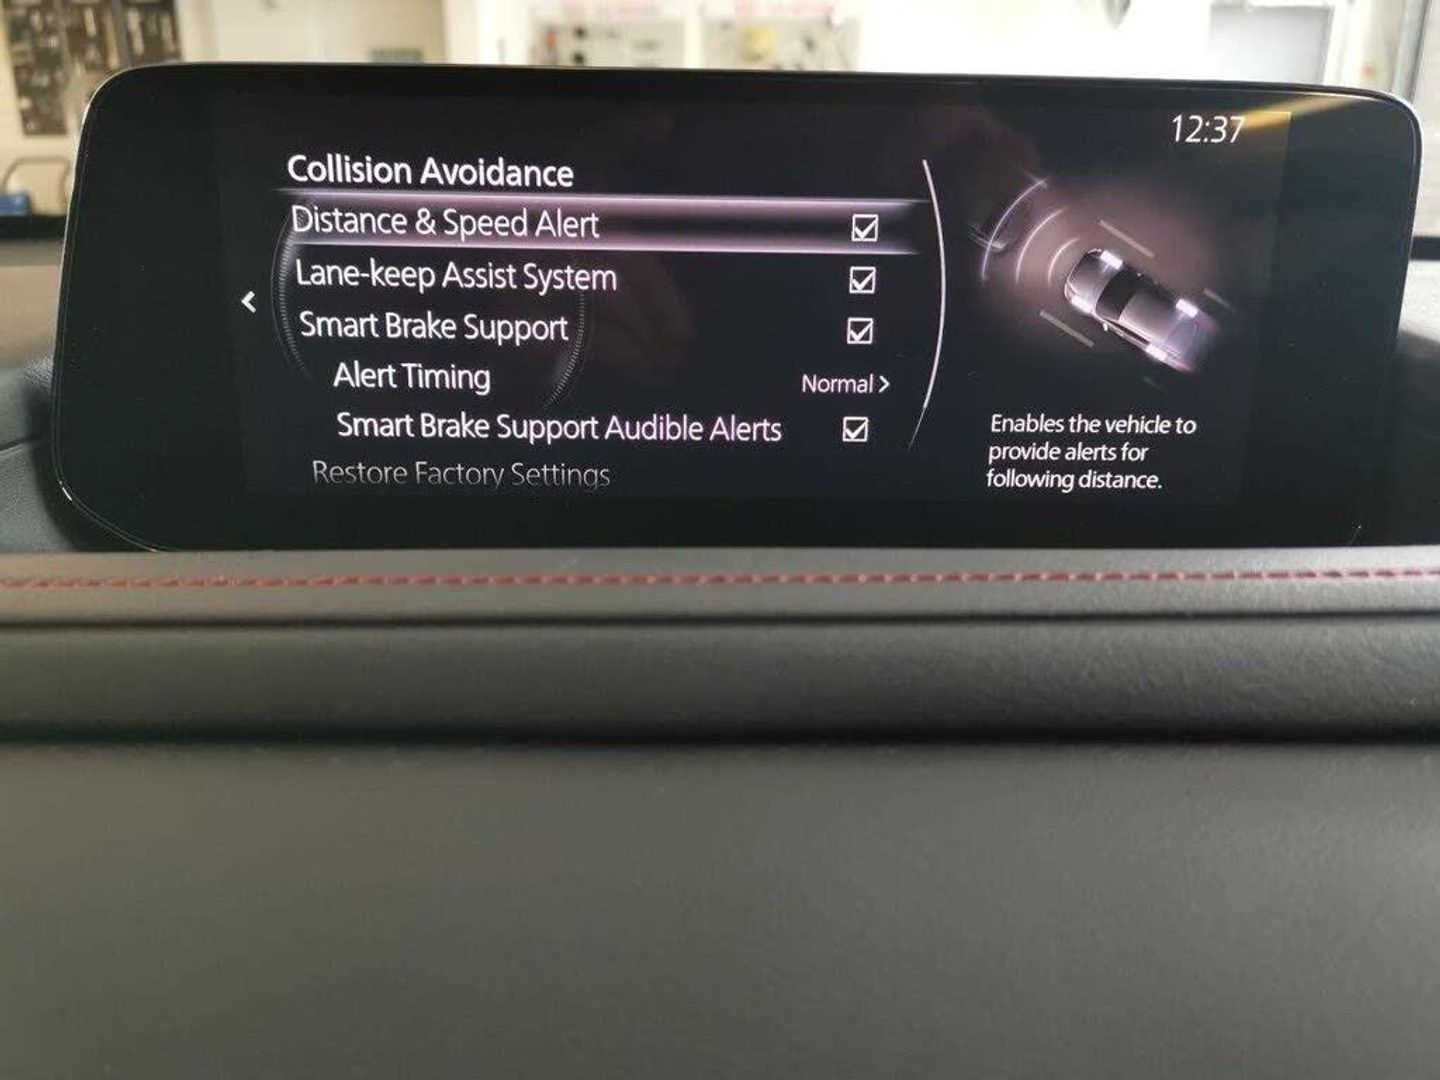 12:37
Collision Avoidance
Distance & Speed Alert
Lane-keep Assist System
Smart Brake Support
Alert Timing Normal >
Smart Brake Support Audible Alerts
Restore Factory Settings
Enables the vehicle to
provide alerts for
following distance.